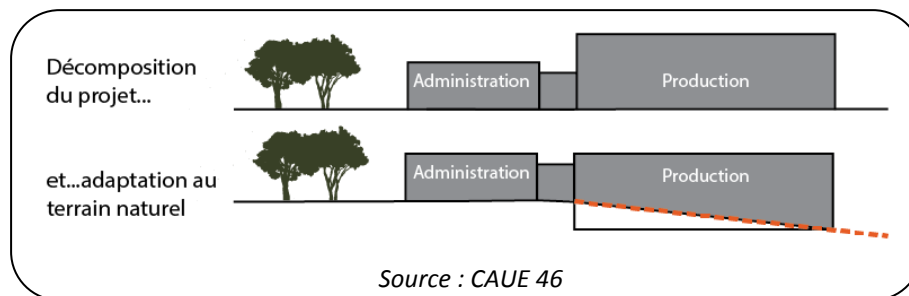 Décomposition
du projet...
Administration
Production
et...adaptation au
terrain naturel
Administration
Production
Source : CAUE 46